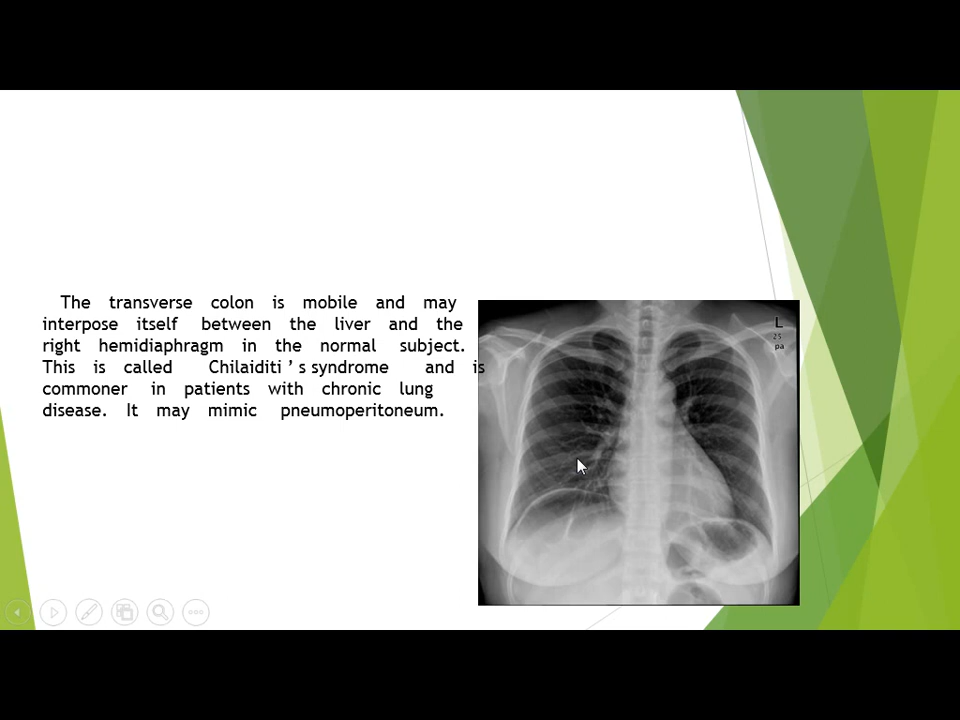 The transverse colon is mobile and may
interpose itself between the liver and the
right hemidiaphragm in the normal subject.
This is called Chilaiditi ’ s syndrome and is
commoner in patients with chronic lung
disease. It may mimic pneumoperitoneum.
L
25
pa